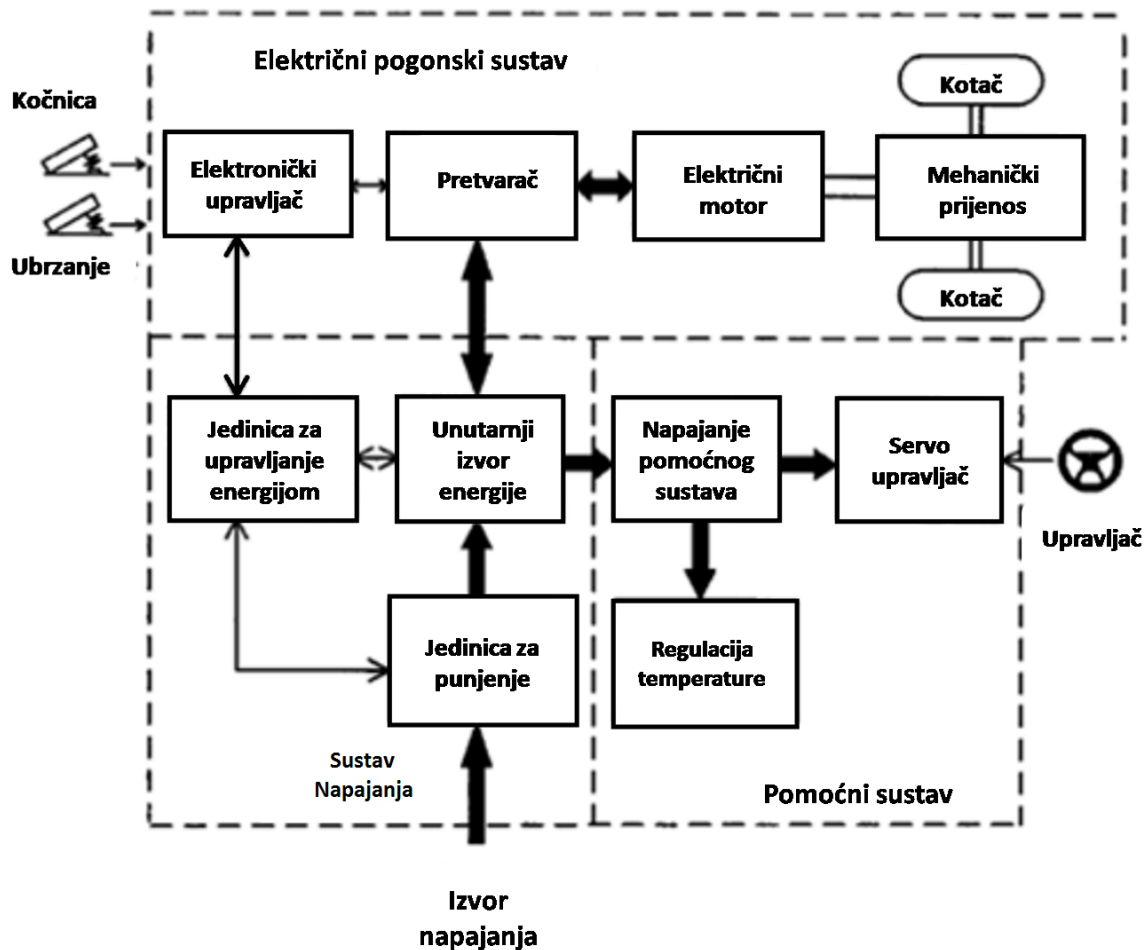 Električni pogonski sustav
Kočnica
Ubrzanje
Elektronički
upravljač
Pretvarač
Električni
motor
Mehanički
prijenos
Kotač
Kotač
Jedinica za
upravljanje
energijom
Unutarnji
izvor
energije
Napajanje
pomoćnog
sustava
Servo
upravljač
Upravljač
Jedinica za
punjenje
Regulacija
temperature
Sustav
Napajanja
Pomoćni sustav
Izvor
napajanja